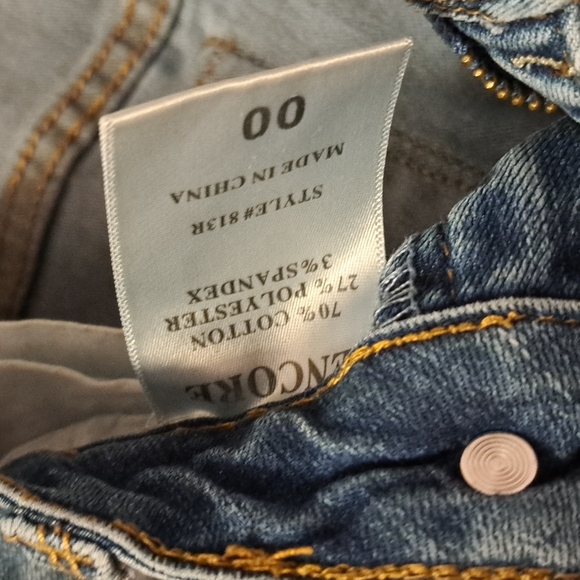 ENCORE
70% COTTON
27% POLYESTER
3% SPANDEX
STYLE# 813R
MADE IN CHINA
00